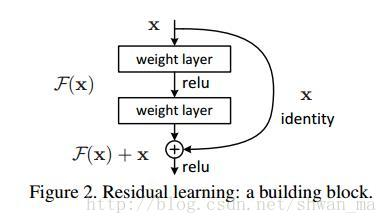 x
weight layer
F(x)
relu
weight layer
x
identity
F(x) + x
relu
Figure 2. Residual learning: a building block.
http://blog.csdn.net/shwan_ma